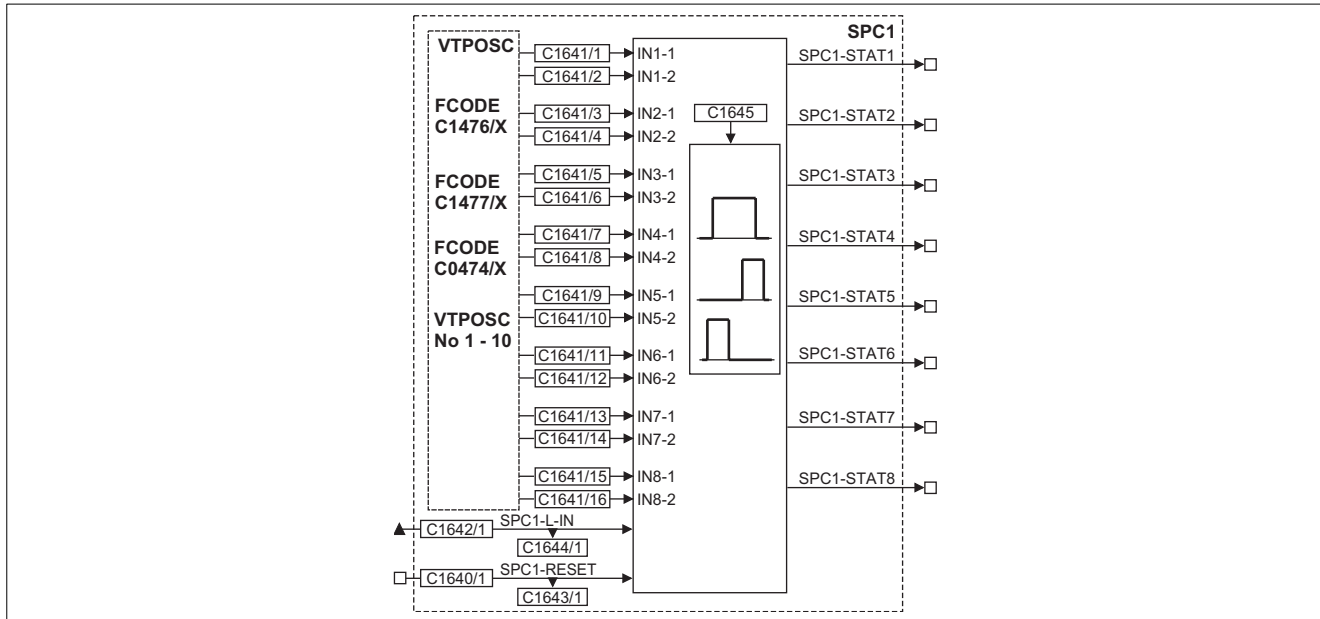 SPC1
VTPOSC
C1641/1 IN1-1 SPC1-STAT1
C1641/2 IN1-2
FCODE
C1476/X
C1641/3 IN2-1 C1645 SPC1-STAT2
C1641/4 IN2-2
FCODE
C1477/X
C1641/5 IN3-1 SPC1-STAT3
C1641/6 IN3-2
FCODE
C0474/X
C1641/7 IN4-1 SPC1-STAT4
C1641/8 IN4-2
C1641/9 IN5-1 SPC1-STAT5
VTPOSC
No 1 - 10
C1641/10 IN5-2
C1641/11 IN6-1 SPC1-STAT6
C1641/12 IN6-2
C1641/13 IN7-1 SPC1-STAT7
C1641/14 IN7-2
C1641/15 IN8-1 SPC1-STAT8
C1641/16 IN8-2
C1642/1 SPC1-L-IN
C1644/1
C1640/1 SPC1-RESET
C1643/1